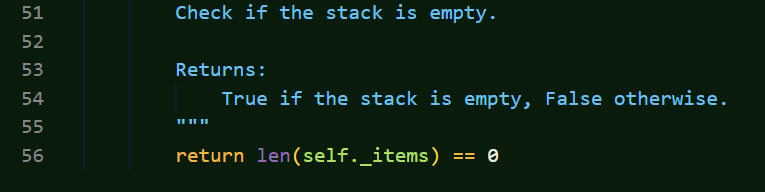 51 Check if the stack is empty.
52
53 Returns:
54 True if the stack is empty, False otherwise.
55 """
56 return len(self._items) == 0